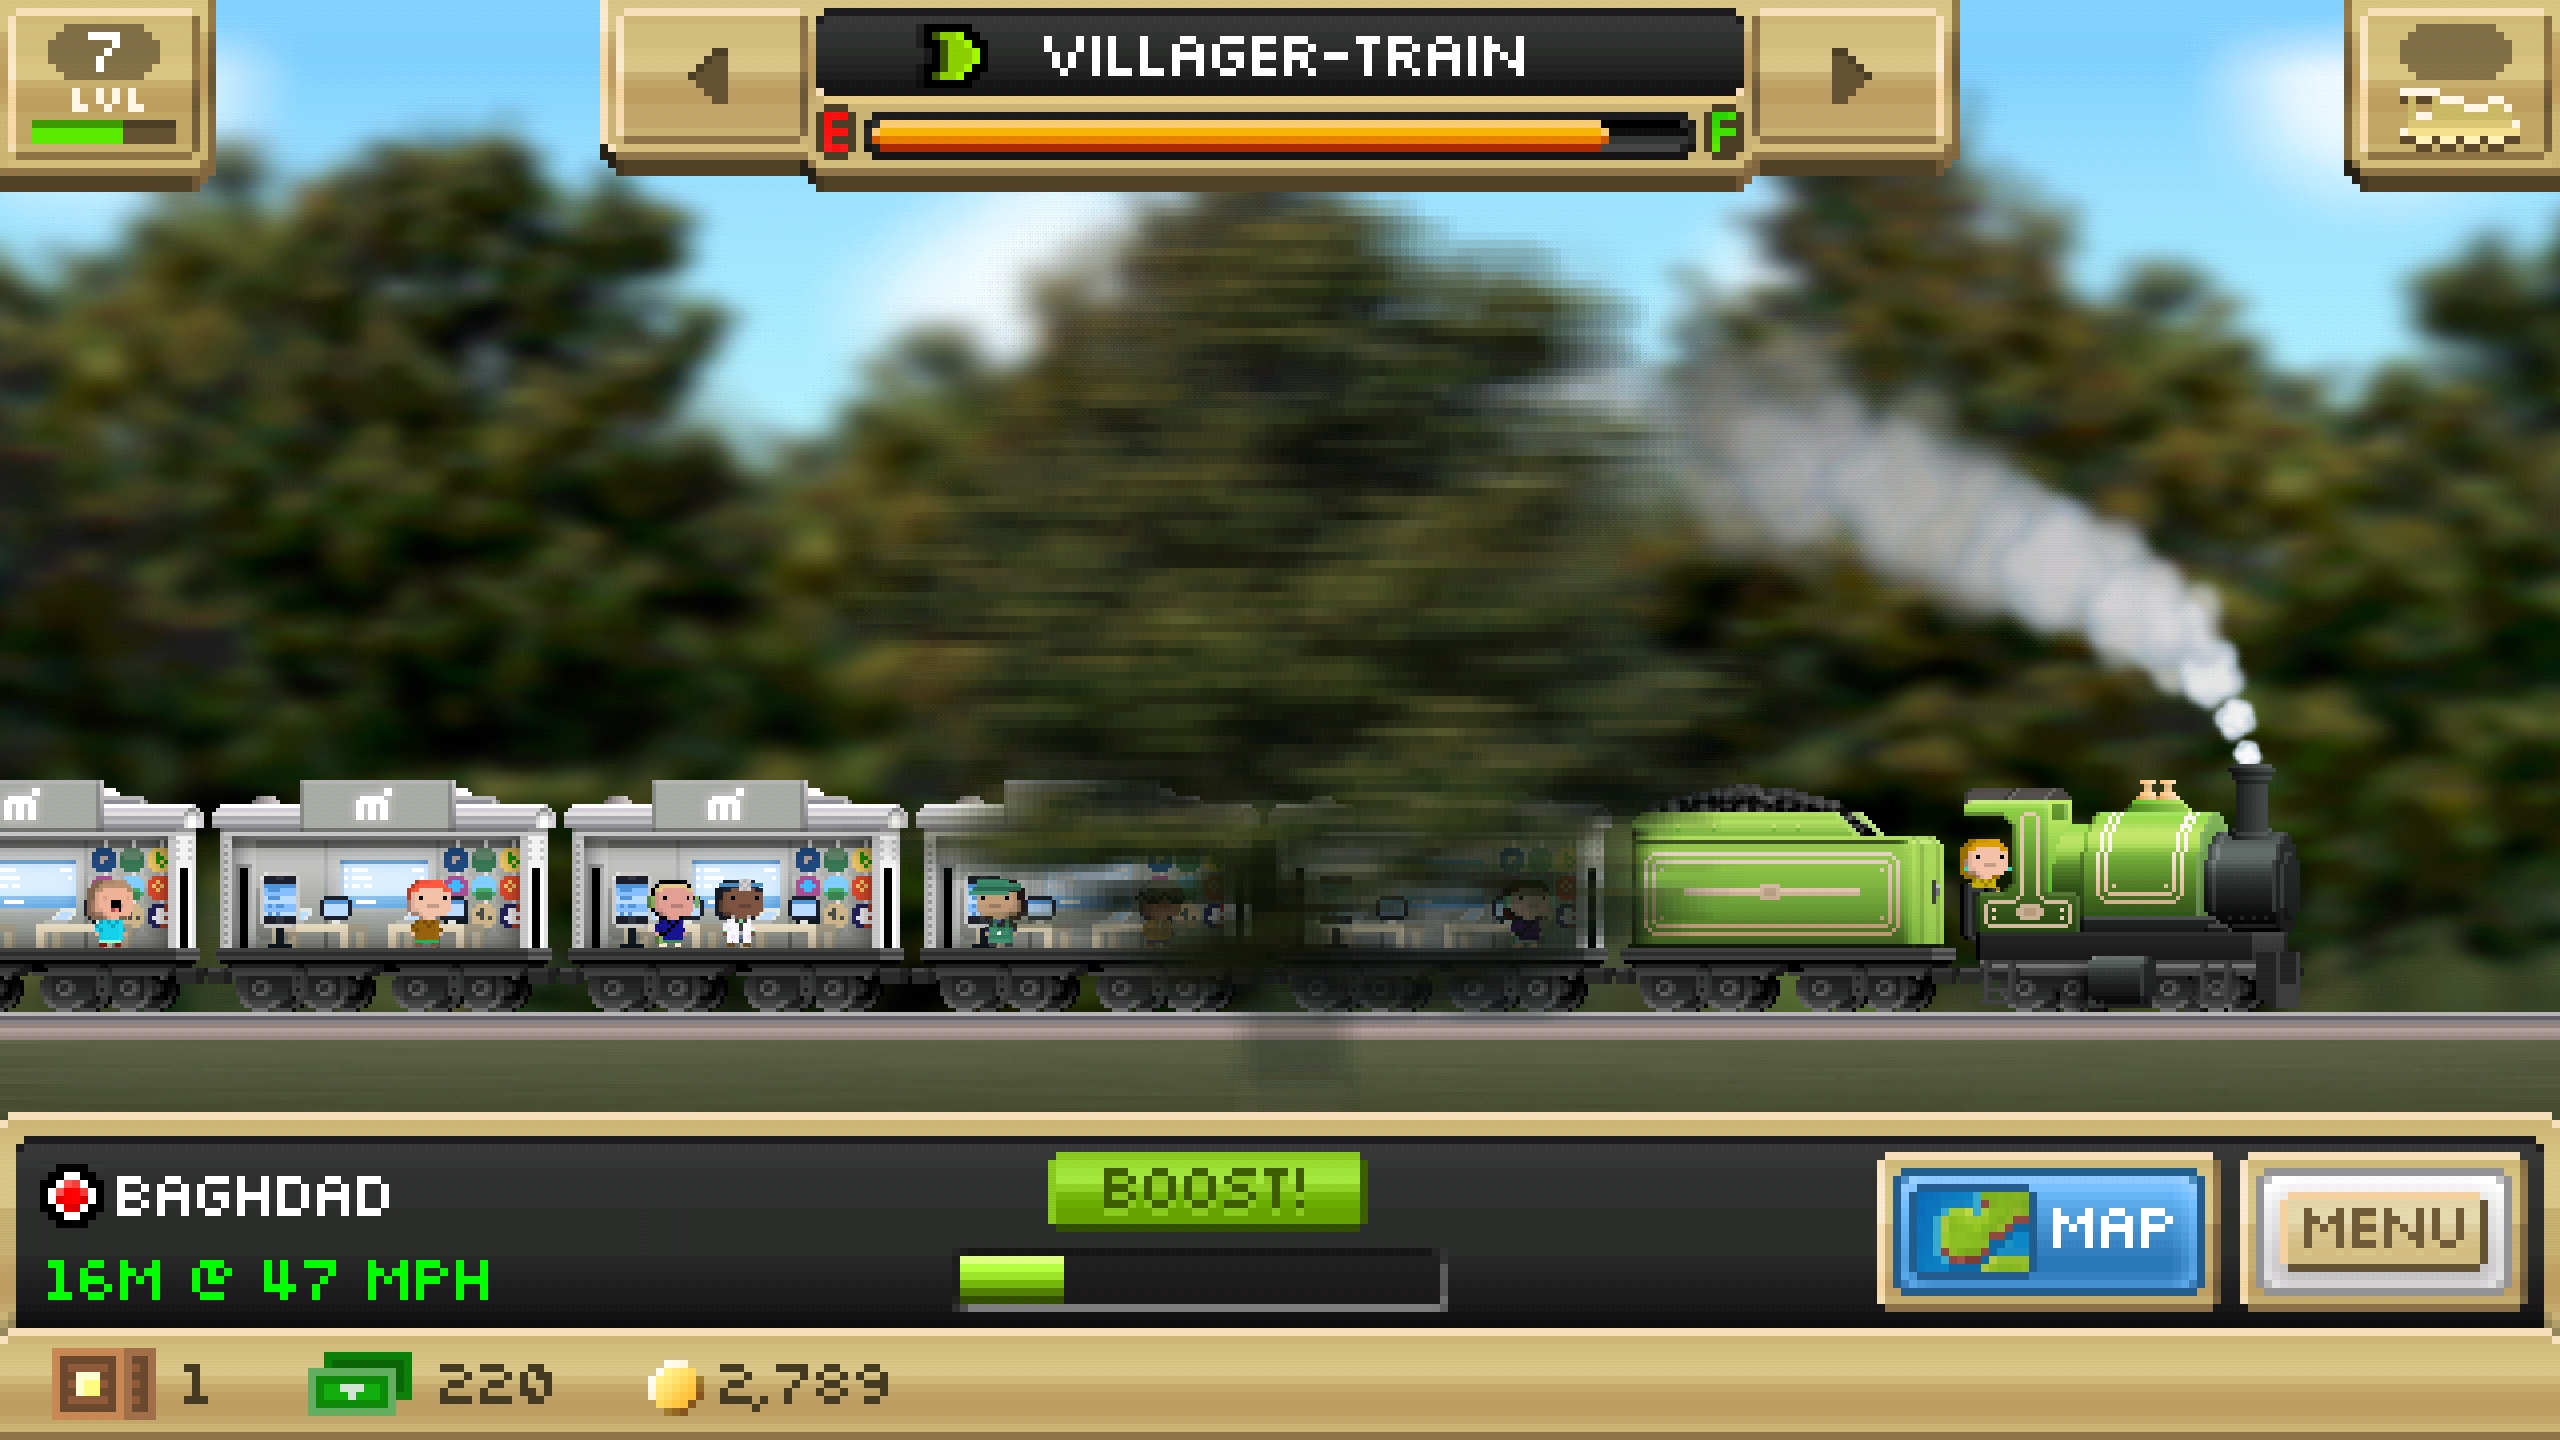 7
LVL
VILLAGER-TRAIN
E F
m
m
m
BAGHDAD
16M @ 47 MPH
BOOST!
MAP
MENU
1
220
2,789